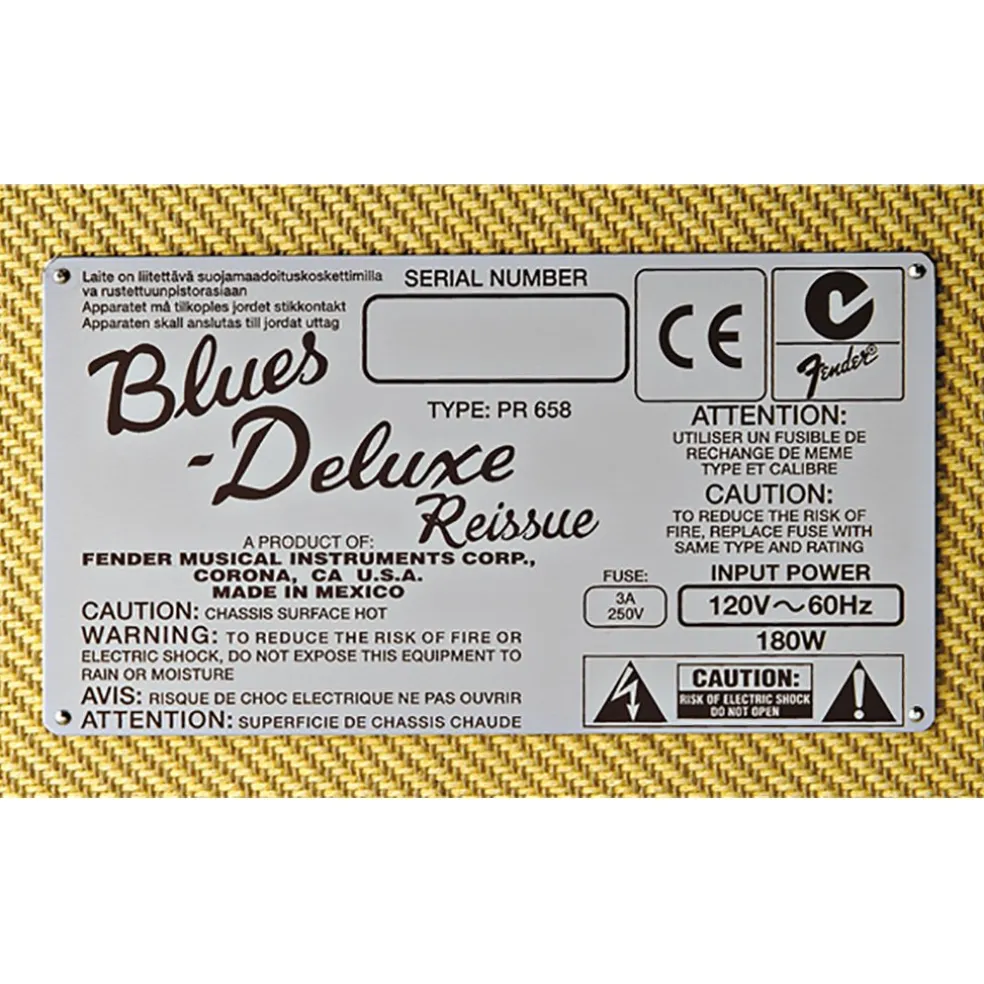 Laite on liitettävä suojamaadoituskoskettimilla
va rustettuunpistorasiaan
Apparatet må tilkoples jordet stikkontakt
Apparaten skall anslutas till jordat uttag
SERIAL NUMBER
CE
Fender®
Blues
-Deluxe
Reissue
TYPE: PR 658
ATTENTION:
UTILISER UN FUSIBLE DE
RECHANGE DE MEME
TYPE ET CALIBRE
CAUTION:
TO REDUCE THE RISK OF
FIRE, REPLACE FUSE WITH
SAME TYPE AND RATING
A PRODUCT OF:
FENDER MUSICAL INSTRUMENTS CORP.,
CORONA, CA U.S.A.
MADE IN MEXICO
FUSE:
3A
250V
INPUT POWER
120V~60Hz
180W
CAUTION: CHASSIS SURFACE HOT
WARNING: TO REDUCE THE RISK OF FIRE OR
ELECTRIC SHOCK, DO NOT EXPOSE THIS EQUIPMENT TO
RAIN OR MOISTURE
AVIS: RISQUE DE CHOC ELECTRIQUE NE PAS OUVRIR
ATTENTION: SUPERFICIE DE CHASSIS CHAUDE
CAUTION:
RISK OF ELECTRIC SHOCK
DO NOT OPEN